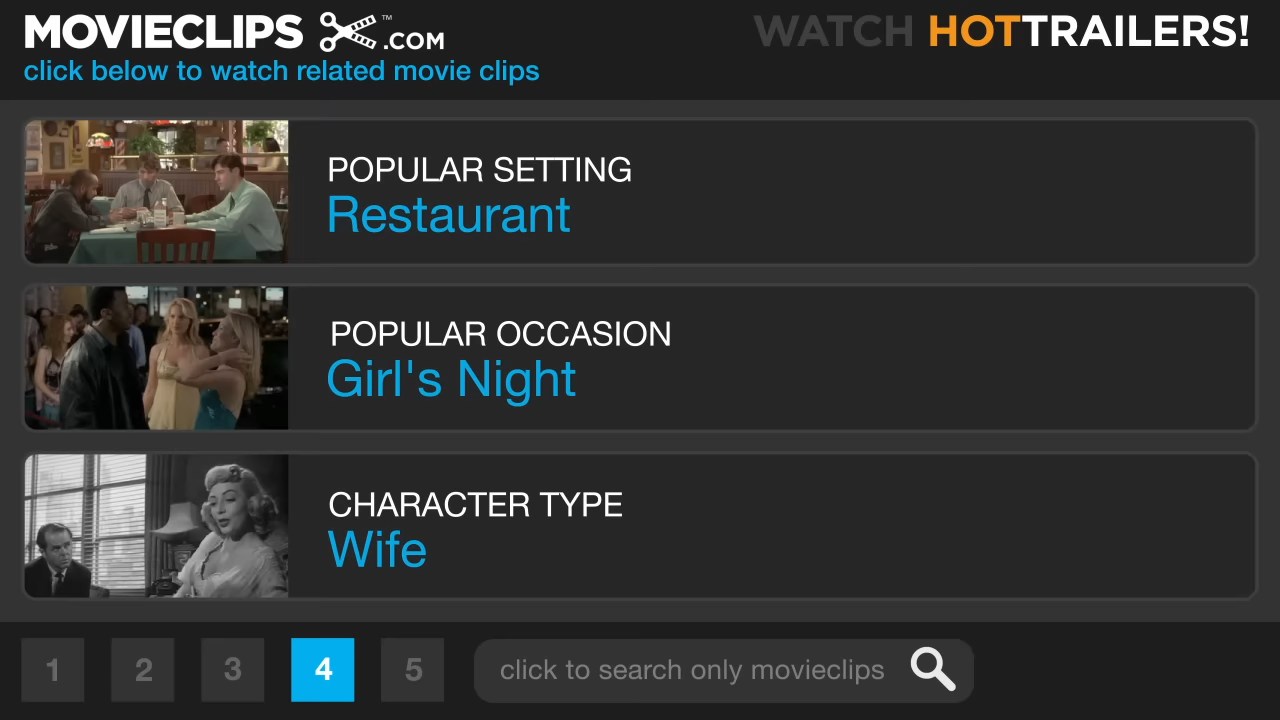 MOVIECLIPS ™ .COM
WATCH HOTTRAILERS!
click below to watch related movie clips
POPULAR SETTING
Restaurant
POPULAR OCCASION
Girl's Night
CHARACTER TYPE
Wife
1 2 3 4 5 click to search only movieclips